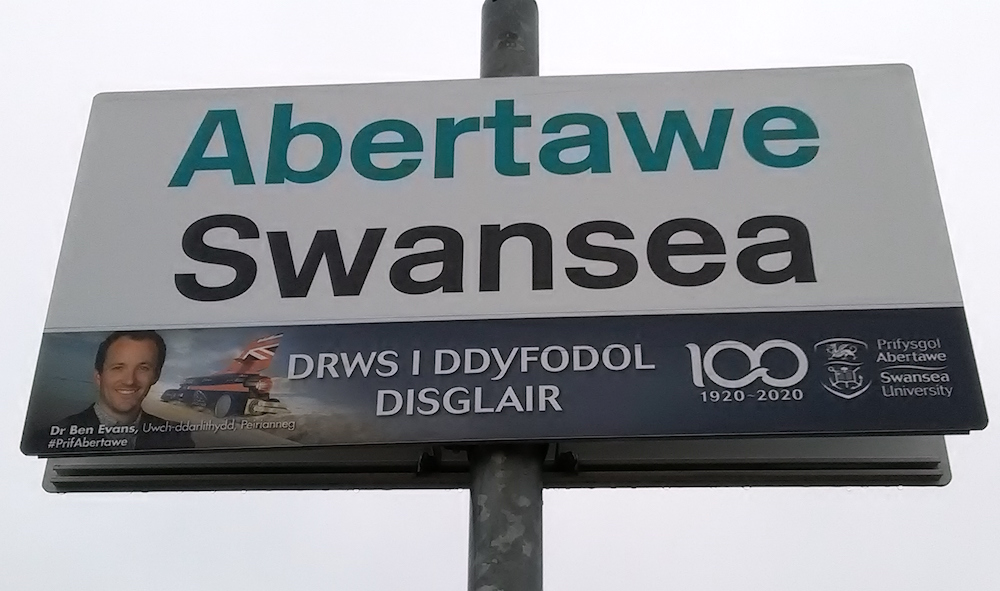 Abertawe
Swansea
DRWS I DDYFODOL
DISGLAIR
Dr Ben Evans, Uwch-ddarlithydd, Peirianneg
#PrifAbertawe
100
1920-2020
Prifysgol
Abertawe
Swansea
University